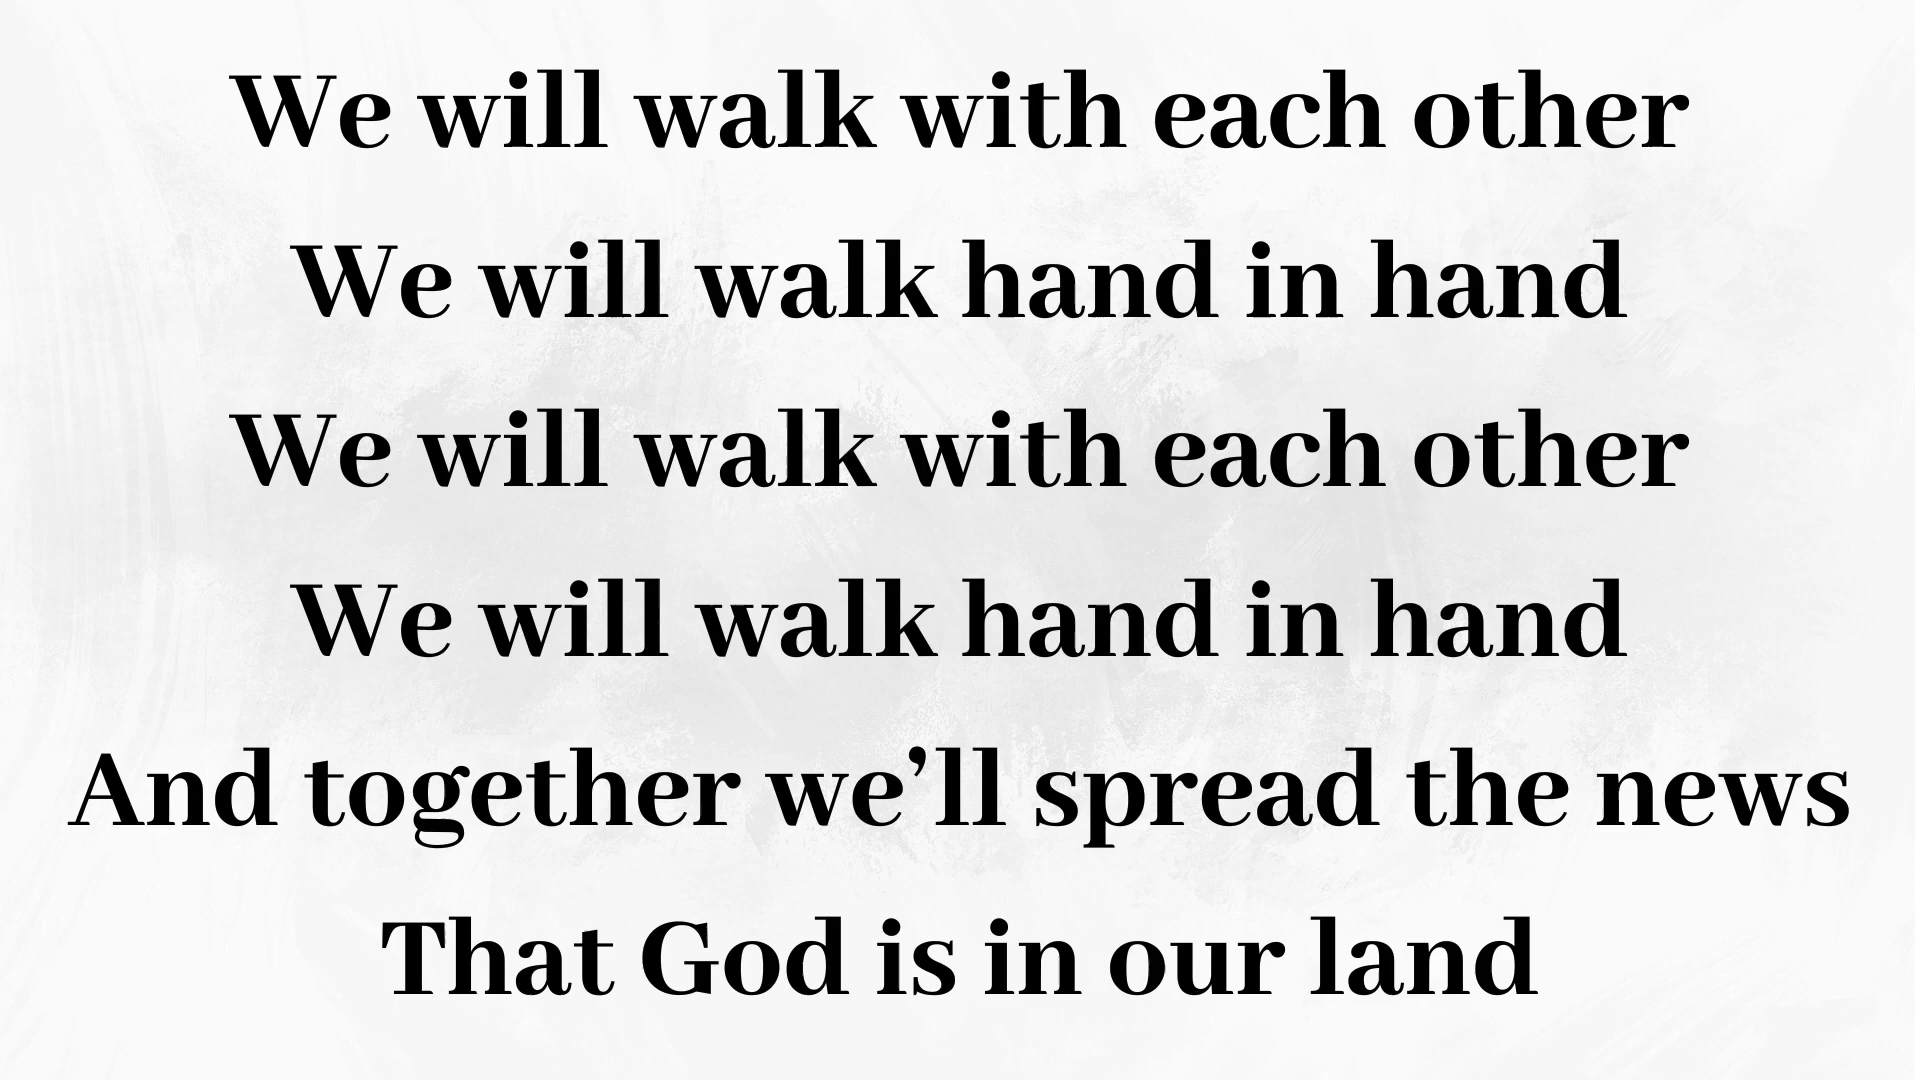 We will walk with each other
We will walk hand in hand
We will walk with each other
We will walk hand in hand
And together we’ll spread the news
That God is in our land